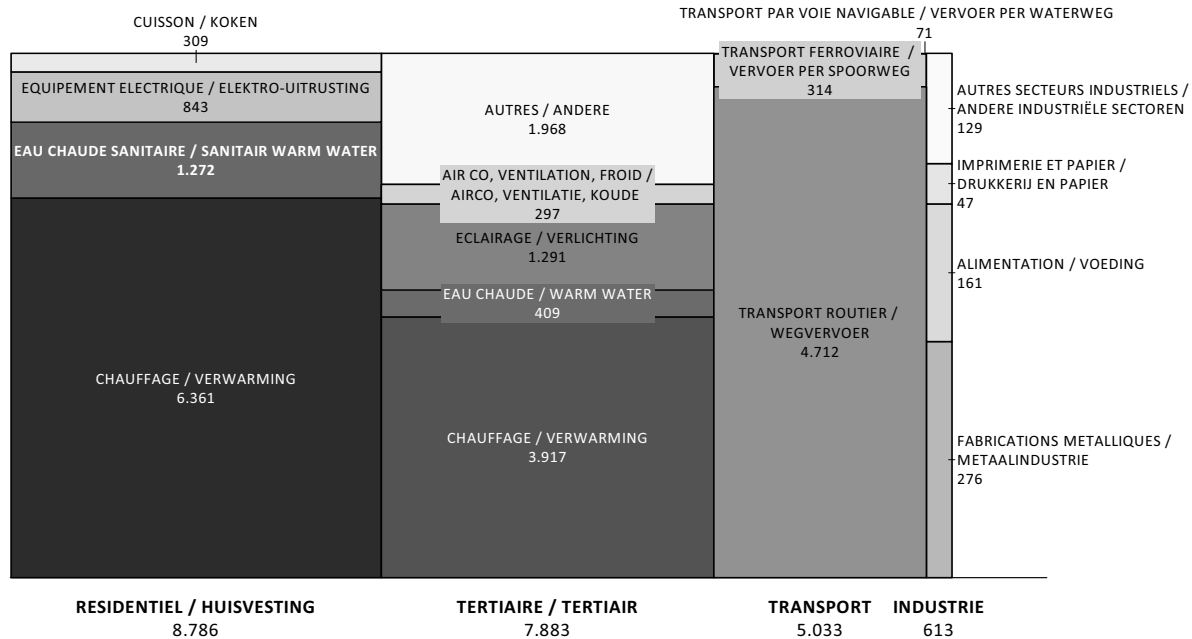 TRANSPORT PAR VOIE NAVIGABLE / VERVOER PER WATERWEG
71
CUISSON / KOKEN
309
EQUIPEMENT ELECTRIQUE / ELEKTRO-UITRUSTING
843
EAU CHAUDE SANITAIRE / SANITAIR WARM WATER
1.272
CHAUFFAGE / VERWARMING
6.361
AUTRES / ANDERE
1.968
AIR CO, VENTILATION, FROID /
AIRCO, VENTILATIE, KOUDE
297
ECLAIRAGE / VERLICHTING
1.291
EAU CHAUDE / WARM WATER
409
CHAUFFAGE / VERWARMING
3.917
TRANSPORT FERROVIAIRE /
VERVOER PER SPOORWEG
314
TRANSPORT ROUTIER /
WEGVERVOER
4.712
AUTRES SECTEURS INDUSTRIELS /
ANDERE INDUSTRIËLE SECTOREN
129
IMPRIMERIE ET PAPIER /
DRUKKERIJ EN PAPIER
47
ALIMENTATION / VOEDING
161
FABRICATIONS METALLIQUES /
METAALINDUSTRIE
276
RESIDENTIEL / HUISVESTING
8.786
TERTIAIRE / TERTIAIR
7.883
TRANSPORT
5.033
INDUSTRIE
613